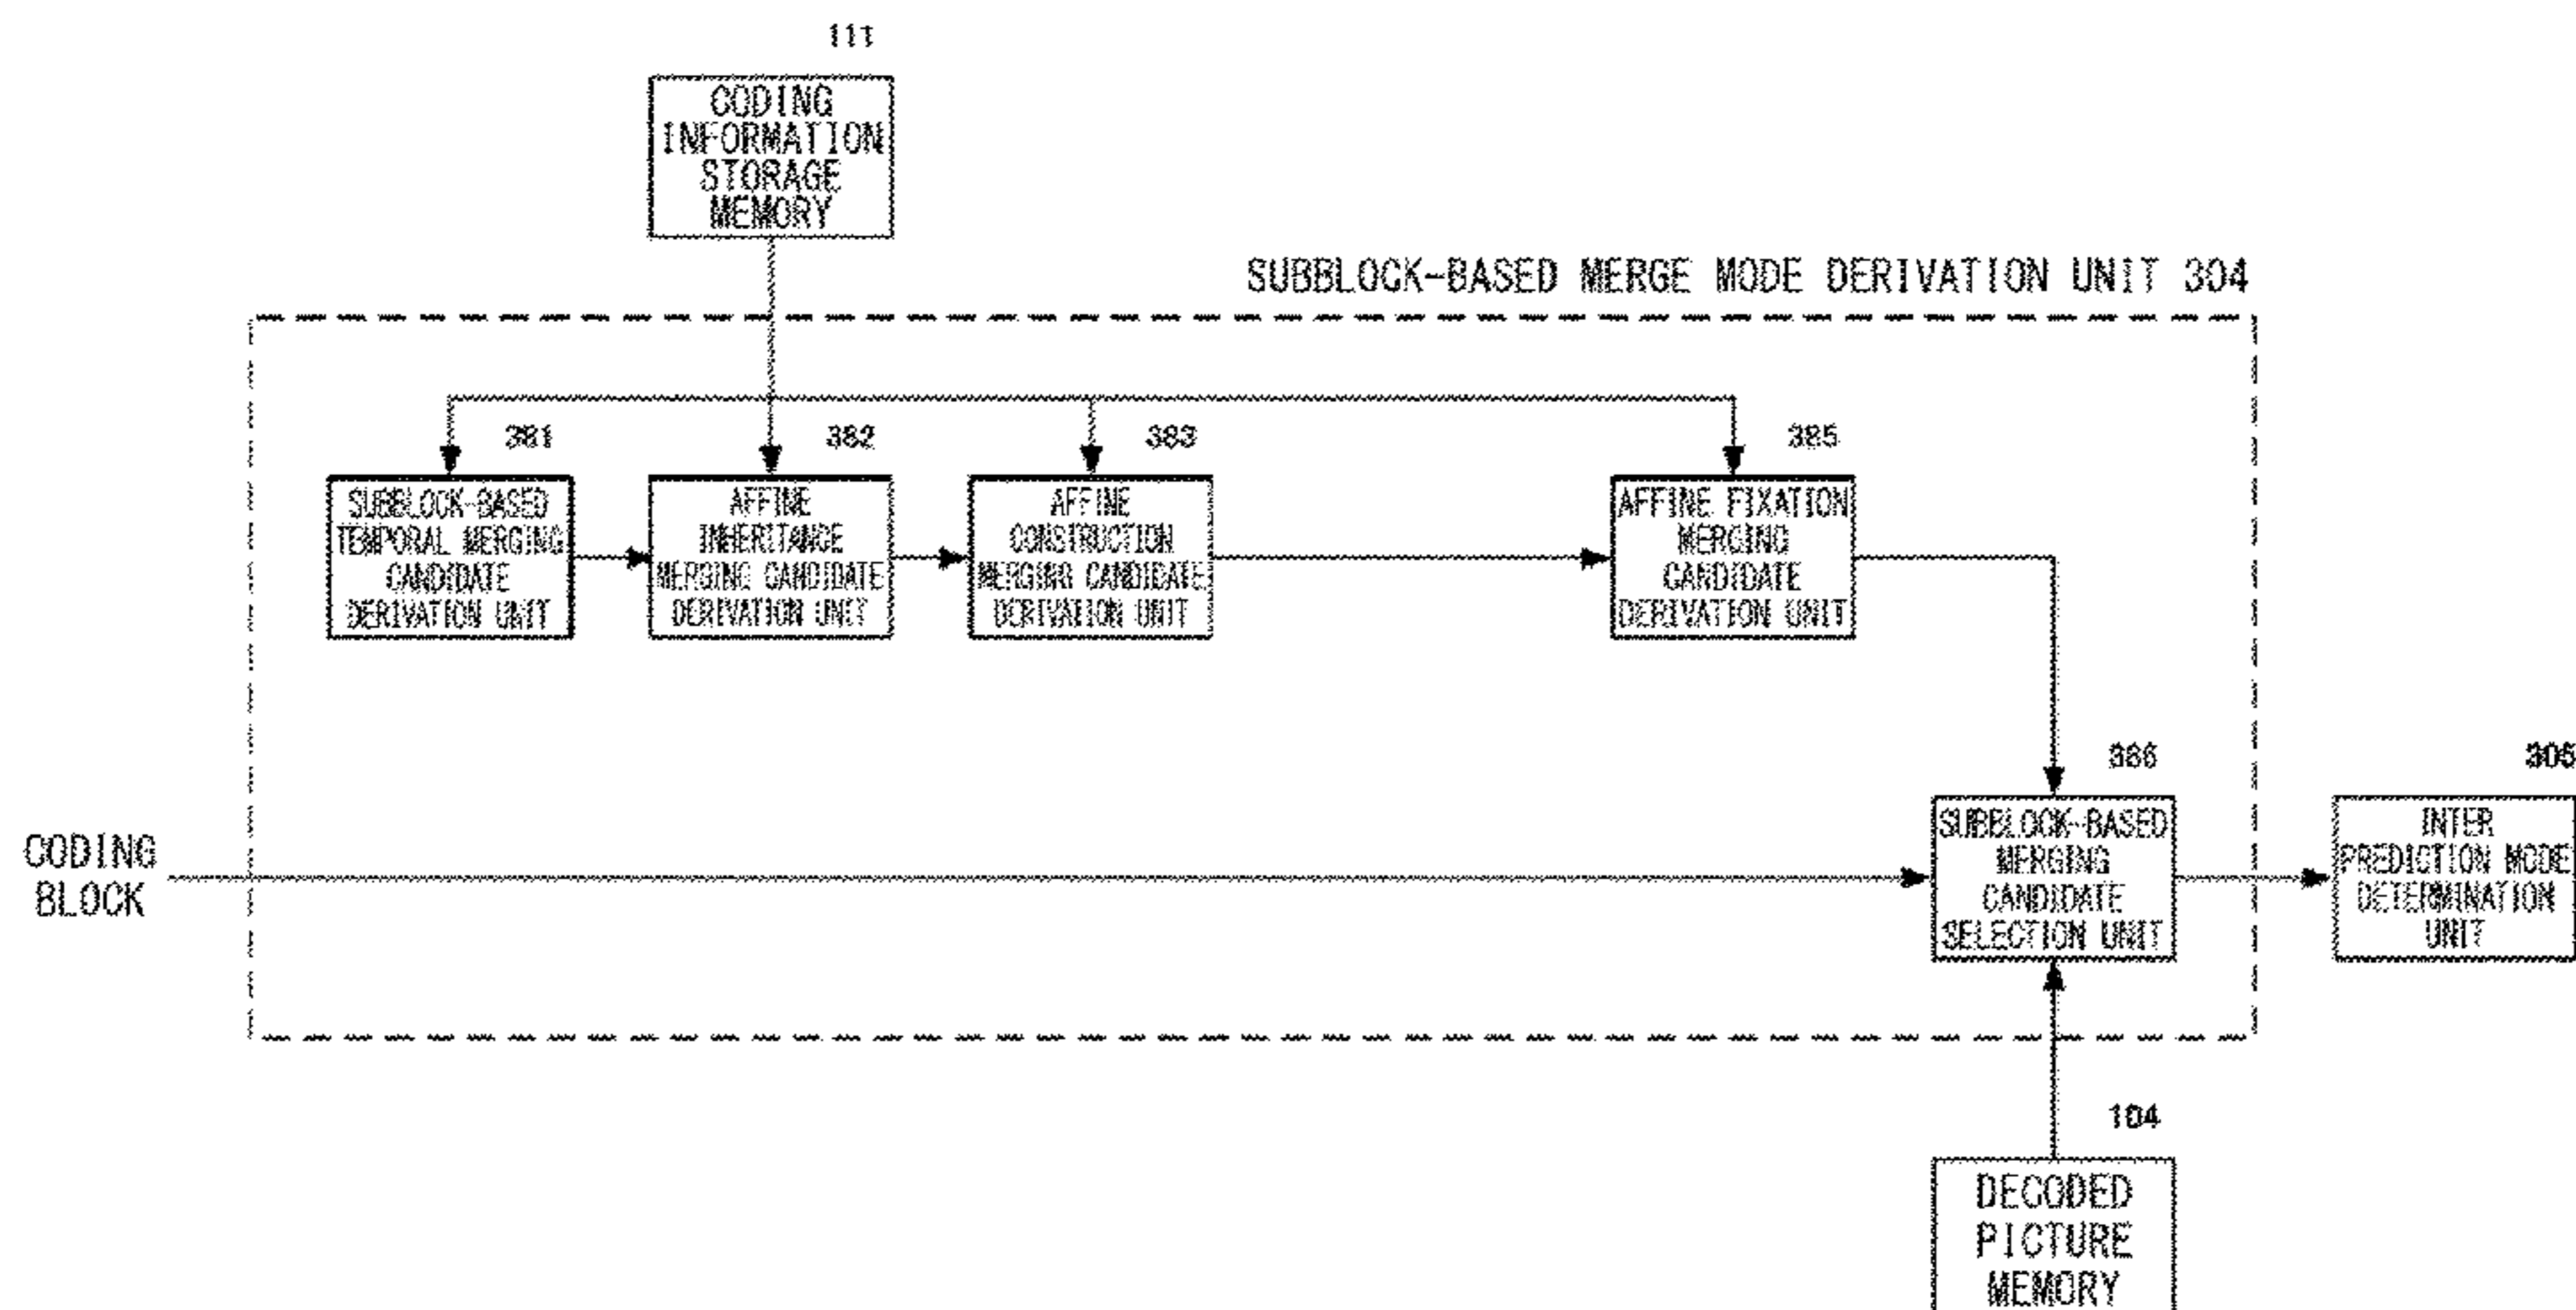 111
CODING
INFORMATION
STORAGE
MEMORY
SUBBLOCK-BASED MERGE MODE DERIVATION UNIT 304
381
SUBBLOCK-BASED
TEMPORAL MERGING
CANDIDATE
DERIVATION UNIT
382
AFFINE
INHERITANCE
MERGING CANDIDATE
DERIVATION UNIT
383
AFFINE
CONSTRUCTION
MERGING CANDIDATE
DERIVATION UNIT
385
AFFINE FIXATION
MERGING
CANDIDATE
DERIVATION UNIT
CODING
BLOCK
386
SUBBLOCK-BASED
MERGING
CANDIDATE
SELECTION UNIT
305
INTER
PREDICTION MODE
DETERMINATION
UNIT
104
DECODED
PICTURE
MEMORY